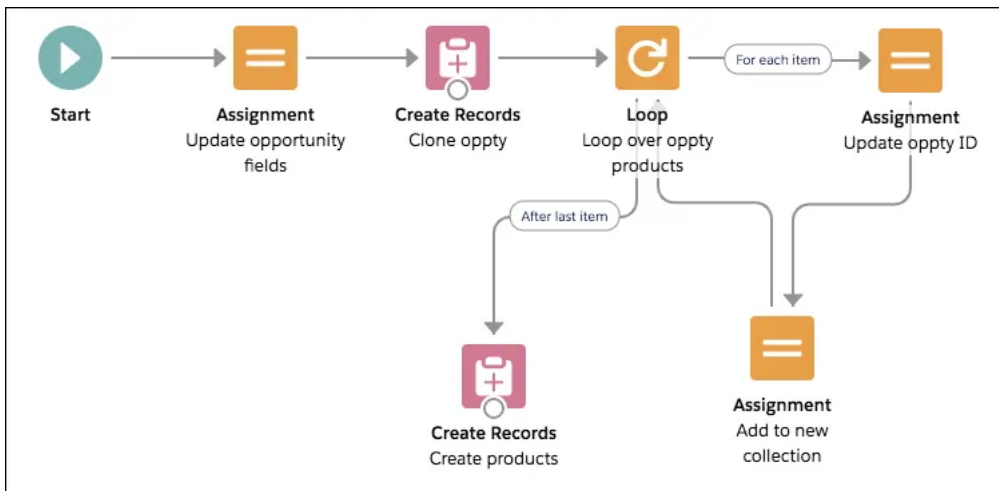 For each item
Start
Assignment
Update opportunity
fields
Create Records
Clone oppty
Loop
Loop over oppty
products
Assignment
Update oppty ID
After last item
Create Records
Create products
Assignment
Add to new
collection